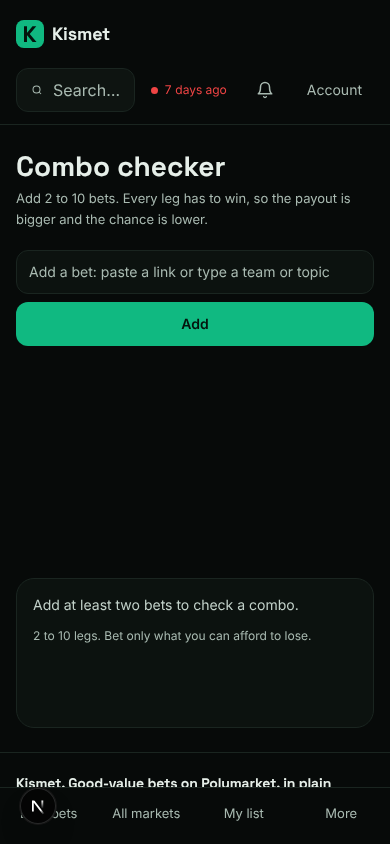 K Kismet
Search...
7 days ago
Account
Combo checker
Add 2 to 10 bets. Every leg has to win, so the payout is
bigger and the chance is lower.
Add a bet: paste a link or type a team or topic
Add
Add at least two bets to check a combo.
2 to 10 legs. Bet only what you can afford to lose.
Kismet. Good-value bets on Polymarket, in plain
N
bets
All markets
My list
More